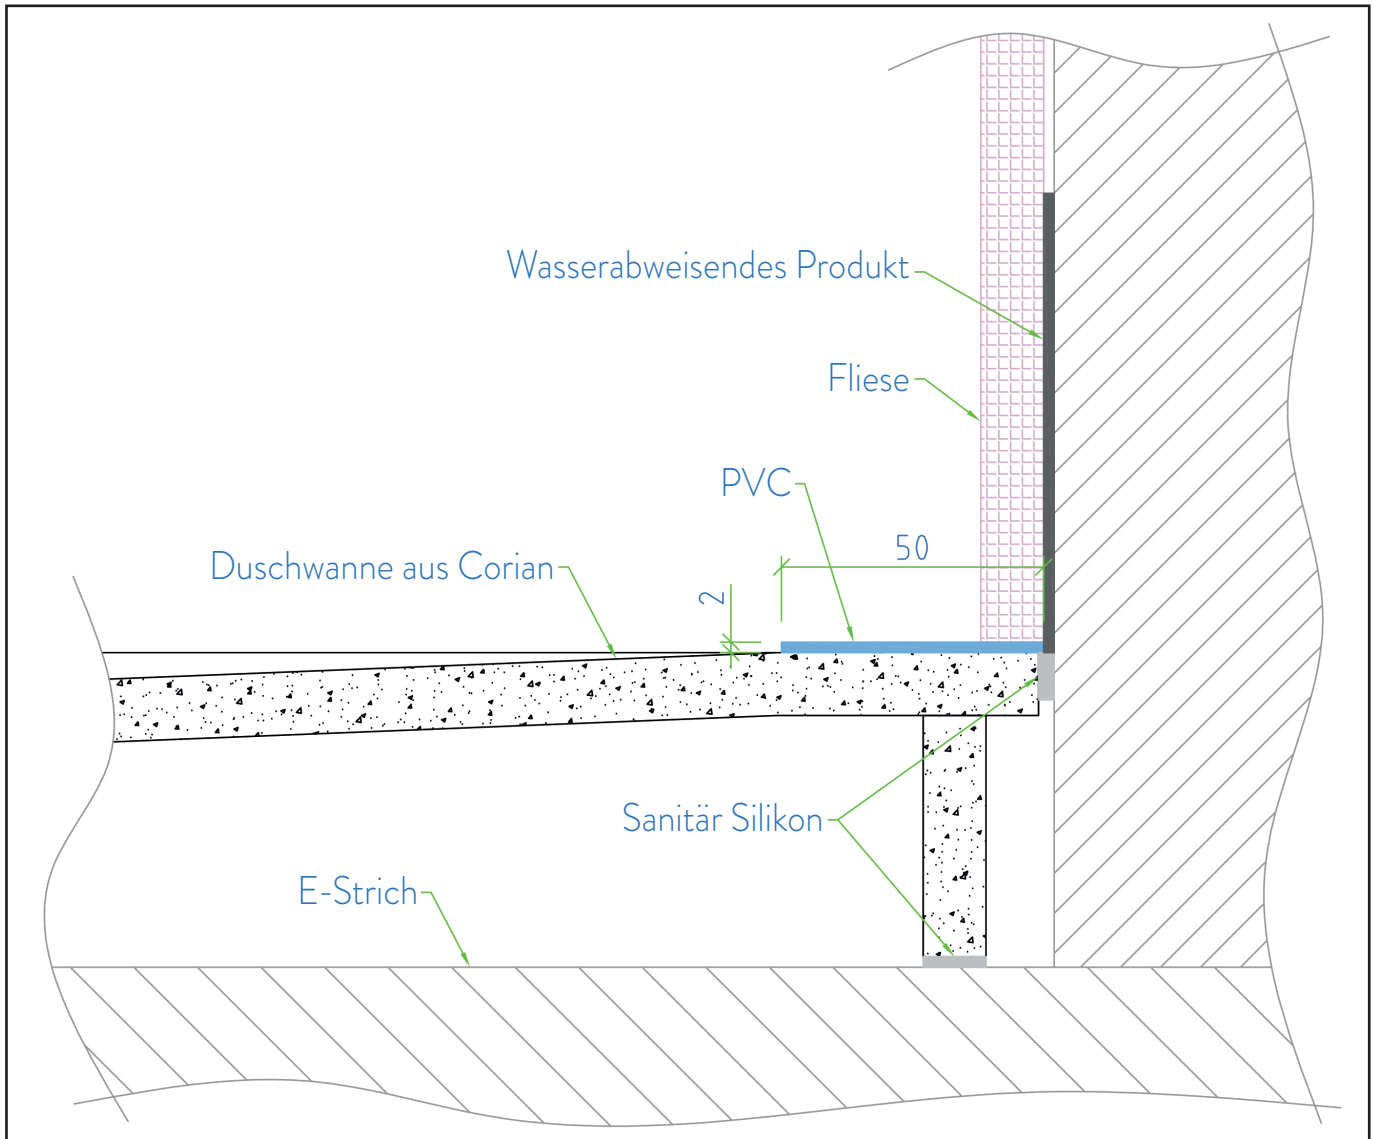 Wasserabweisendes Produkt
Fliese
PVC
50
Duschwanne aus Corian
2
Sanitär Silikon
E-Strich